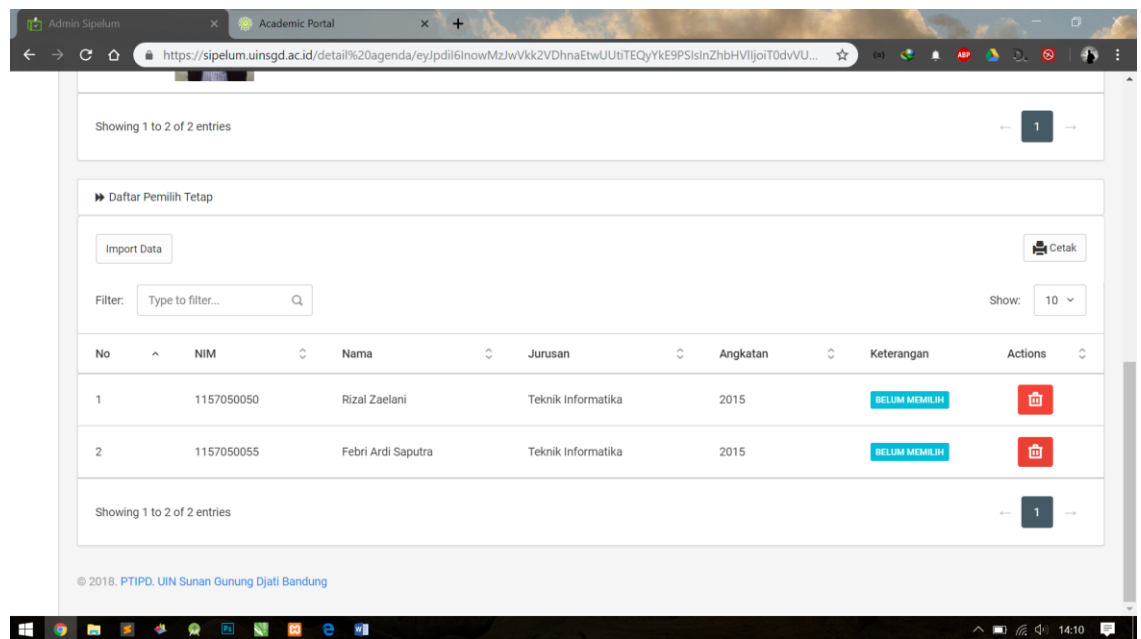 Admin Sipelum
Academic Portal
https://sipelum.uinsgd.ac.id/detail%20agenda/
ABP
Showing 1 to 2 of 2 entries
1
Daftar Pemilih Tetap
Import Data
Cetak
Filter: Type to filter...
Show: 10
No NIM Nama Jurusan Angkatan Keterangan Actions
1 1157050050 Rizal Zaelani Teknik Informatika 2015 BELUM MEMILIH
2 1157050055 Febri Ardi Saputra Teknik Informatika 2015 BELUM MEMILIH
Showing 1 to 2 of 2 entries
1
© 2018. PTIPD. UIN Sunan Gunung Djati Bandung
Ps
14:10